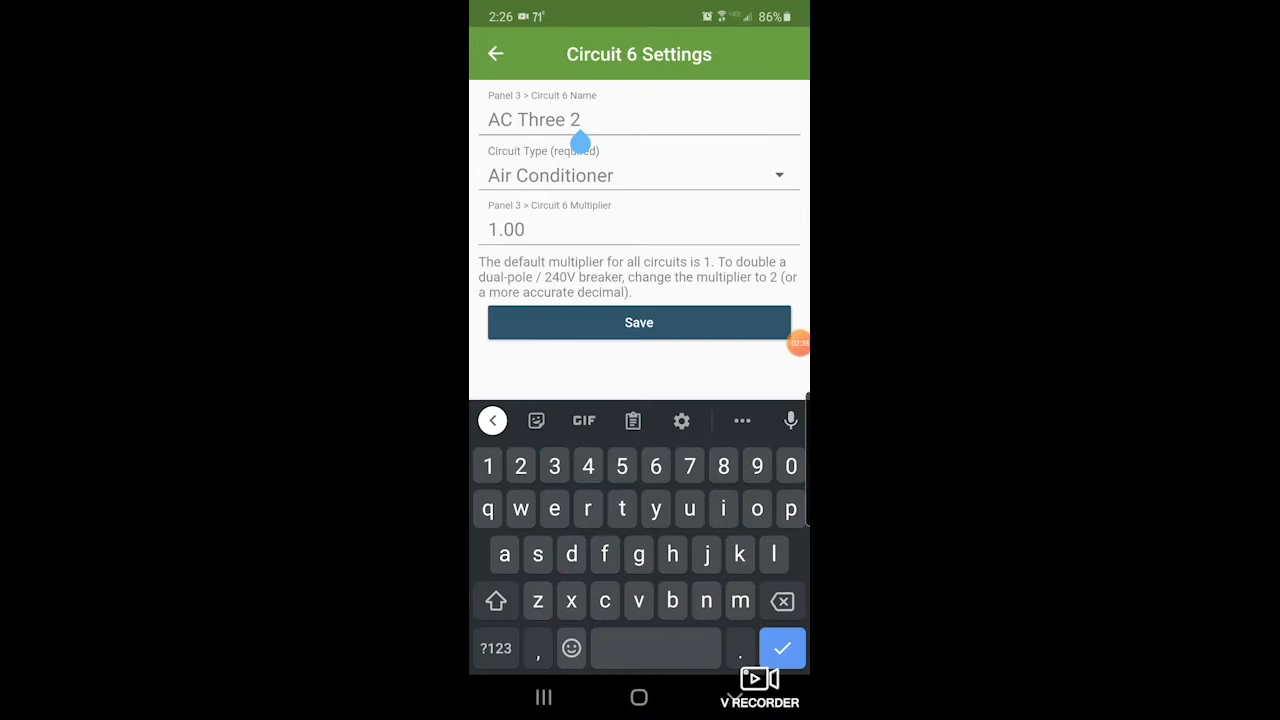 2:26 71°
86%
Circuit 6 Settings
Panel 3 > Circuit 6 Name
AC Three 2
Circuit Type (required)
Air Conditioner
Panel 3 > Circuit 6 Multiplier
1.00
The default multiplier for all circuits is 1. To double a
dual-pole / 240V breaker, change the multiplier to 2 (or
a more accurate decimal).
Save
02:38
GIF
1 2 3 4 5 6 7 8 9 0
q w e r t y u i o p
a s d f g h j k l
z x c v b n m
?123 , .
V RECORDER